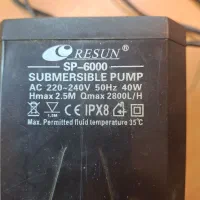 RESUN
SP-6000
SUBMERSIBLE PUMP
AC 220-240V 50Hz 40W
Hmax 2.5M Qmax 2800L/H
CE IPX8
Max. Permitted fluid temperature 35°C